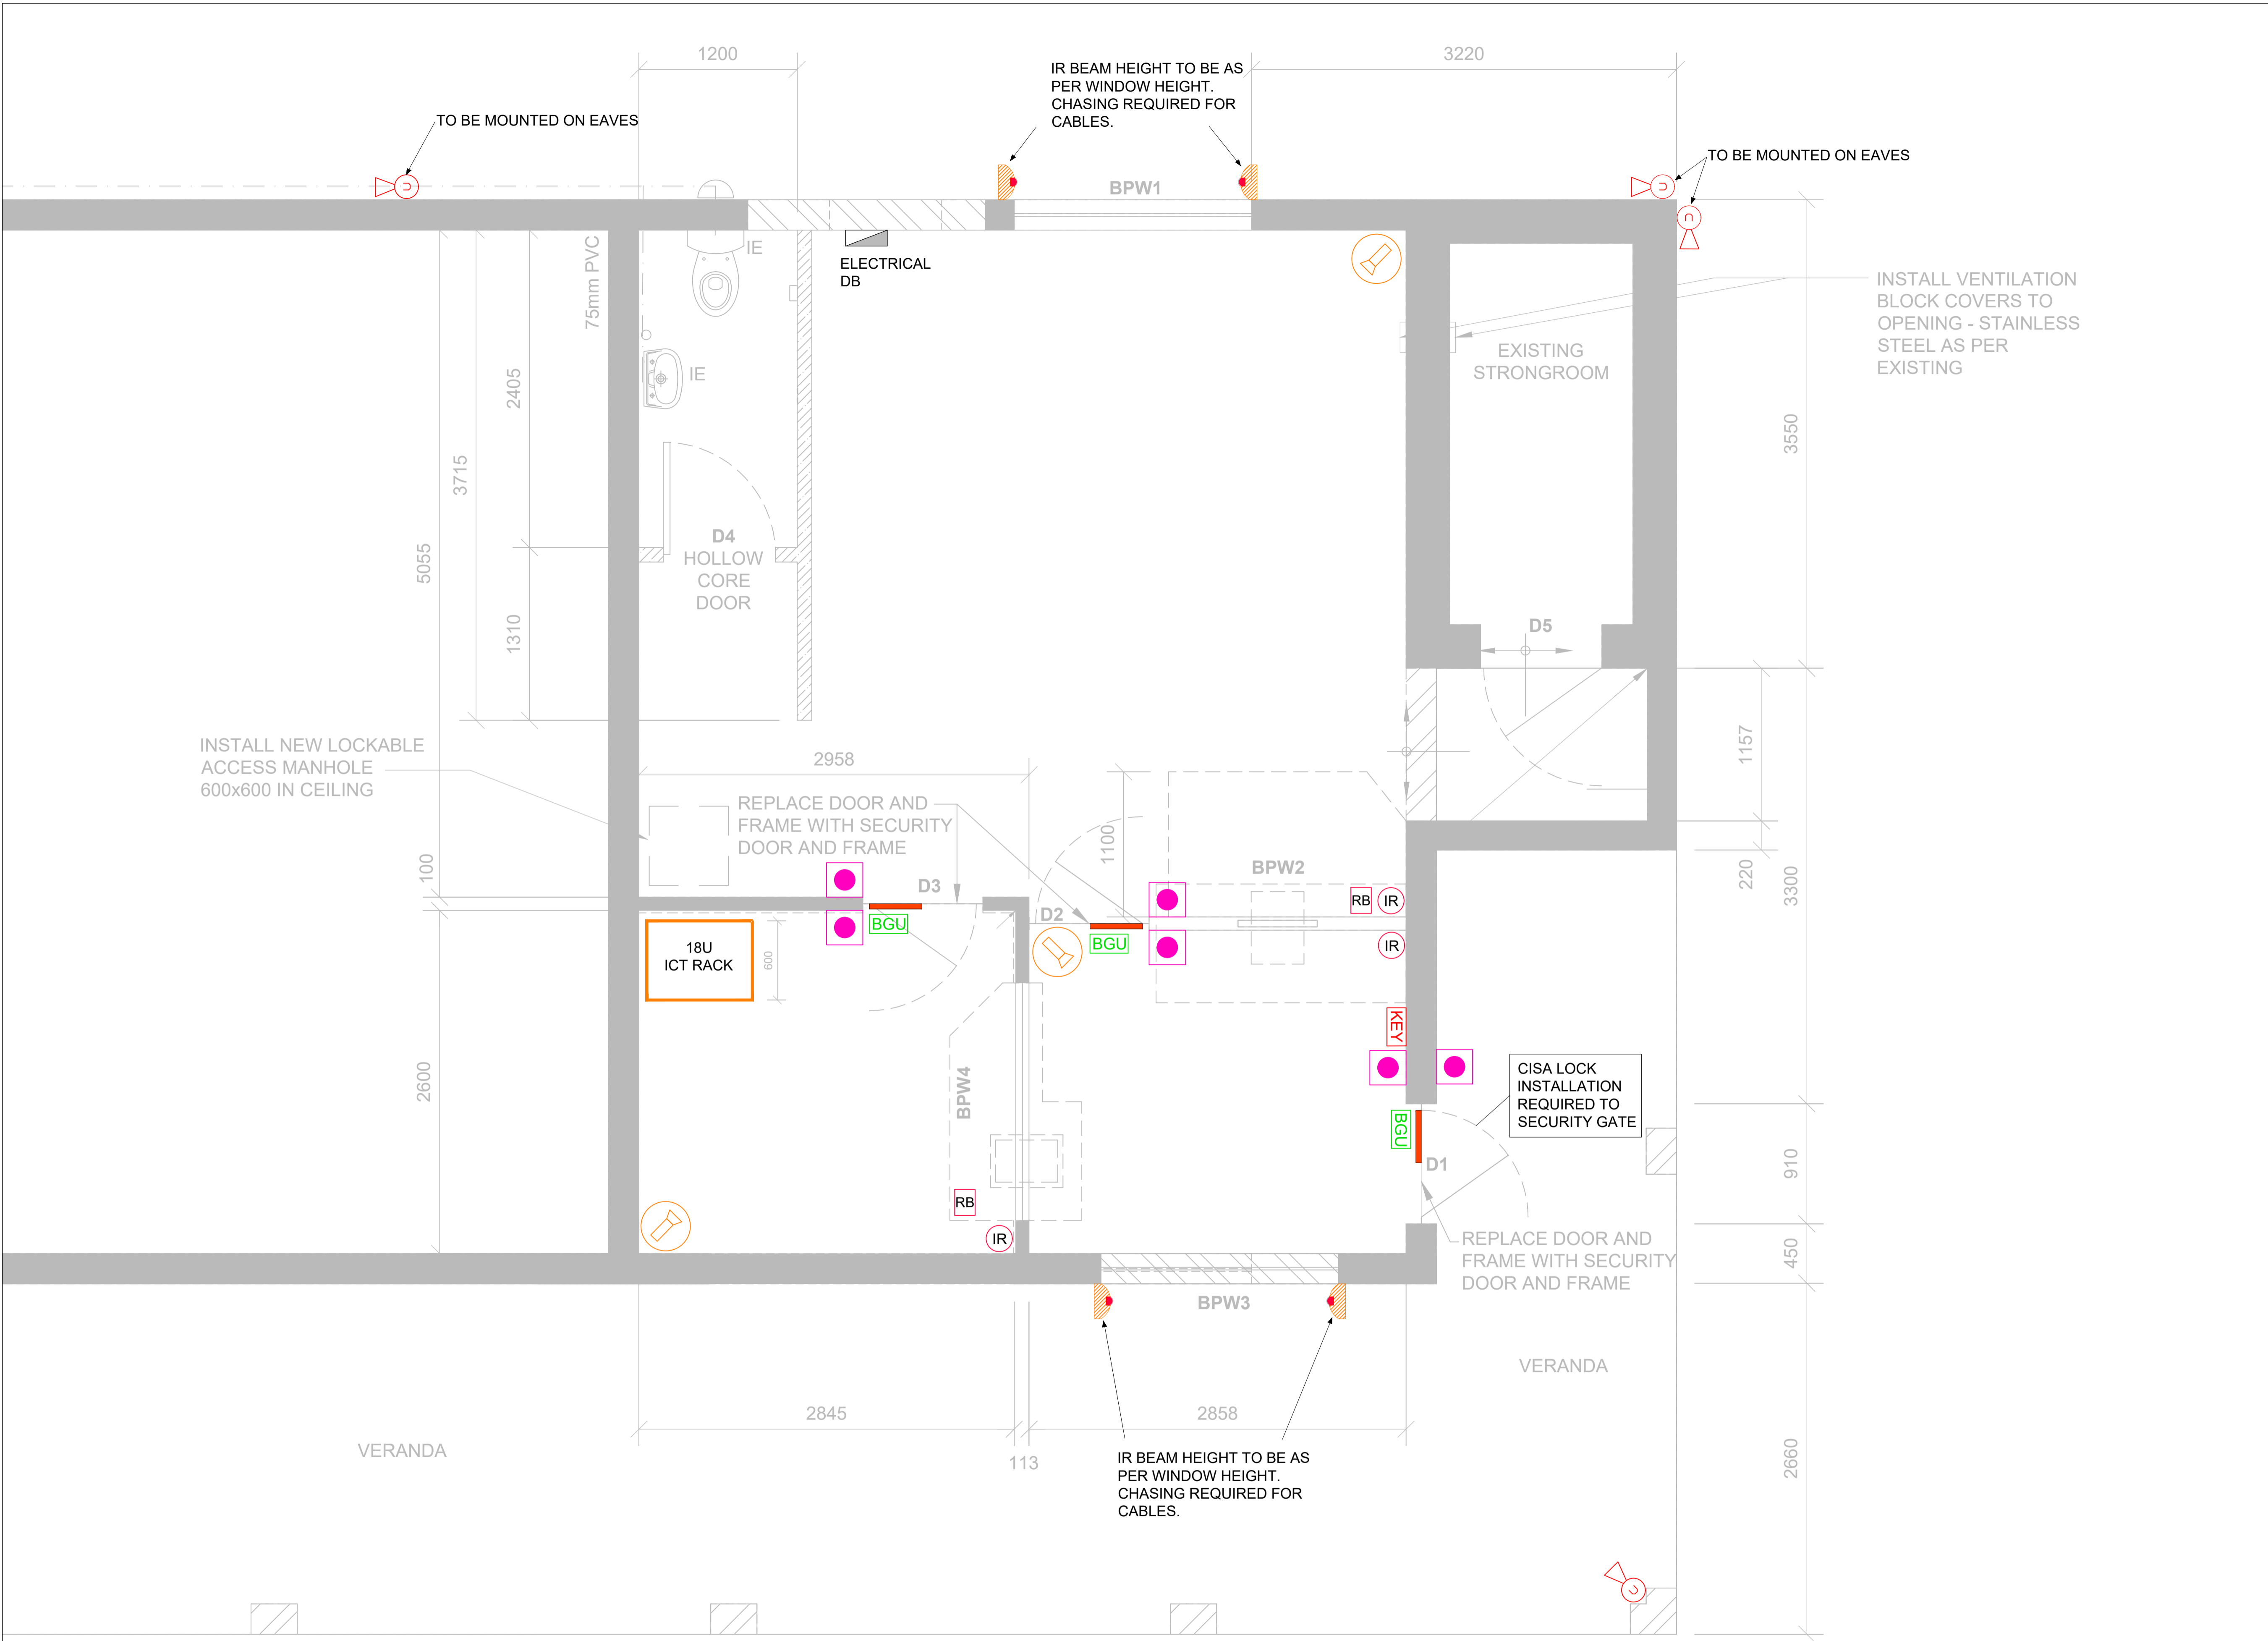 1200
3220
IR BEAM HEIGHT TO BE AS
PER WINDOW HEIGHT.
CHASING REQUIRED FOR
CABLES.
TO BE MOUNTED ON EAVES
TO BE MOUNTED ON EAVES
BPW1
75mm PVC
IE
ELECTRICAL
DB
IE
INSTALL VENTILATION
BLOCK COVERS TO
OPENING - STAINLESS
STEEL AS PER
EXISTING
EXISTING
STRONGROOM
2405
3715
5055
1310
3550
D4
HOLLOW
CORE
DOOR
D5
INSTALL NEW LOCKABLE
ACCESS MANHOLE
600x600 IN CEILING
2958
1157
REPLACE DOOR AND
FRAME WITH SECURITY
DOOR AND FRAME
1100
100
BPW2
220
3300
D3
D2
BGU
BGU
RB
IR
IR
18U
ICT RACK
600
KEY
2600
BPW4
CISA LOCK
INSTALLATION
REQUIRED TO
SECURITY GATE
BGU
D1
910
RB
IR
REPLACE DOOR AND
FRAME WITH SECURITY
DOOR AND FRAME
450
BPW3
VERANDA
2845
2858
113
VERANDA
2660
IR BEAM HEIGHT TO BE AS
PER WINDOW HEIGHT.
CHASING REQUIRED FOR
CABLES.